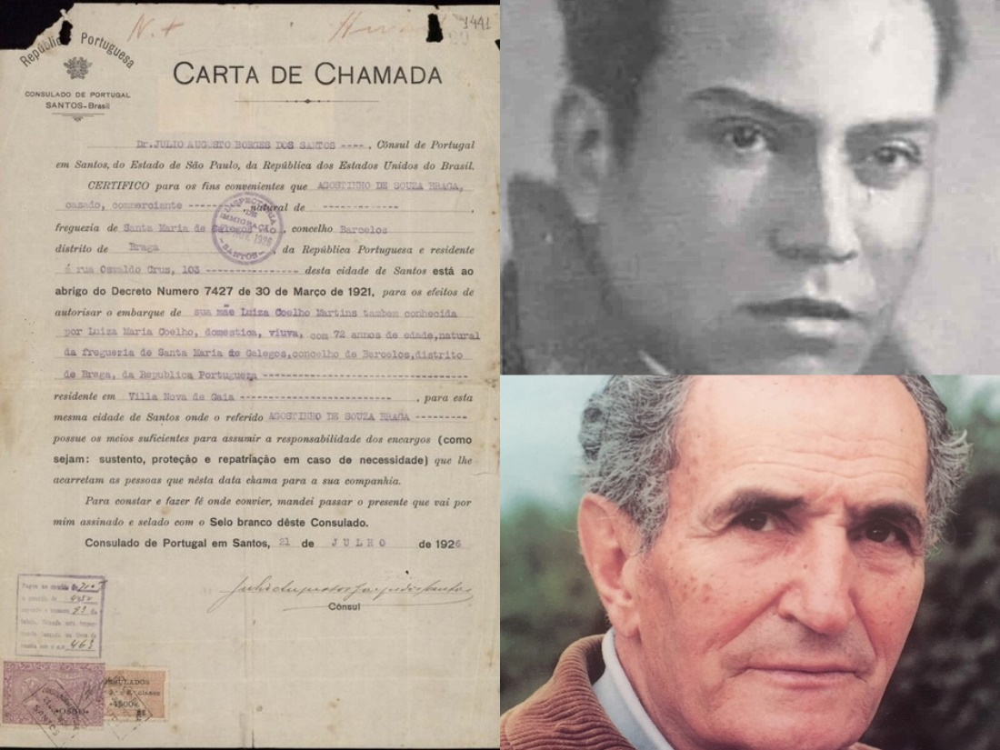 N.+
1441
República Portuguesa
CONSULADO DE PORTUGAL
SANTOS-Brasil
CARTA DE CHAMADA
Dr.JULIO AUGUSTO BORGES DOS SANTOS ----, Cônsul de Portugal
em Santos, do Estado de São Paulo, da República dos Estados Unidos do Brasil.
CERTIFICO para os fins convenientes que AGOSTINHO DE SOUZA BRAGA,
casado, commerciante -------- natural de -------------,
freguezia de Santa Maria de Galegos, concelho Barcelos
distrito de Braga, da República Portuguesa e residente
á rua Oswaldo Cruz, 103 ---------------- desta cidade de Santos está ao
abrigo do Decreto Numero 7427 de 30 de Março de 1921, para os efeitos de
autorisar o embarque de sua mãe Luiza Coelho Martins tambem conhecida
por Luiza Maria Coelho, domestica, viuva, com 72 annos de edade,natural
da freguezia de Santa Maria de Galegos,concelho de Barcelos,distrito
de Braga, da Republica Portugueza -----------------------------------
residente em Villa Nova de Gaia --------------------------, para esta
mesma cidade de Santos onde o referido AGOSTINHO DE SOUZA BRAGA ---------
possue os meios suficientes para assumir a responsabilidade dos encargos (como
sejam: sustento, proteção e repatriação em caso de necessidade) que lhe
acarretam as pessoas que nésta data chama para a sua companhia.
Para constar e fazer fé onde convier, mandei passar o presente que vai por
mim assinado e selado com o Selo branco dêste Consulado.
Consulado de Portugal em Santos, 21 de JULHO de 1926
Cônsul
INSPECTORIA
DE
IMMIGRAÇÃO
1926
SANTOS
463
SANTOS